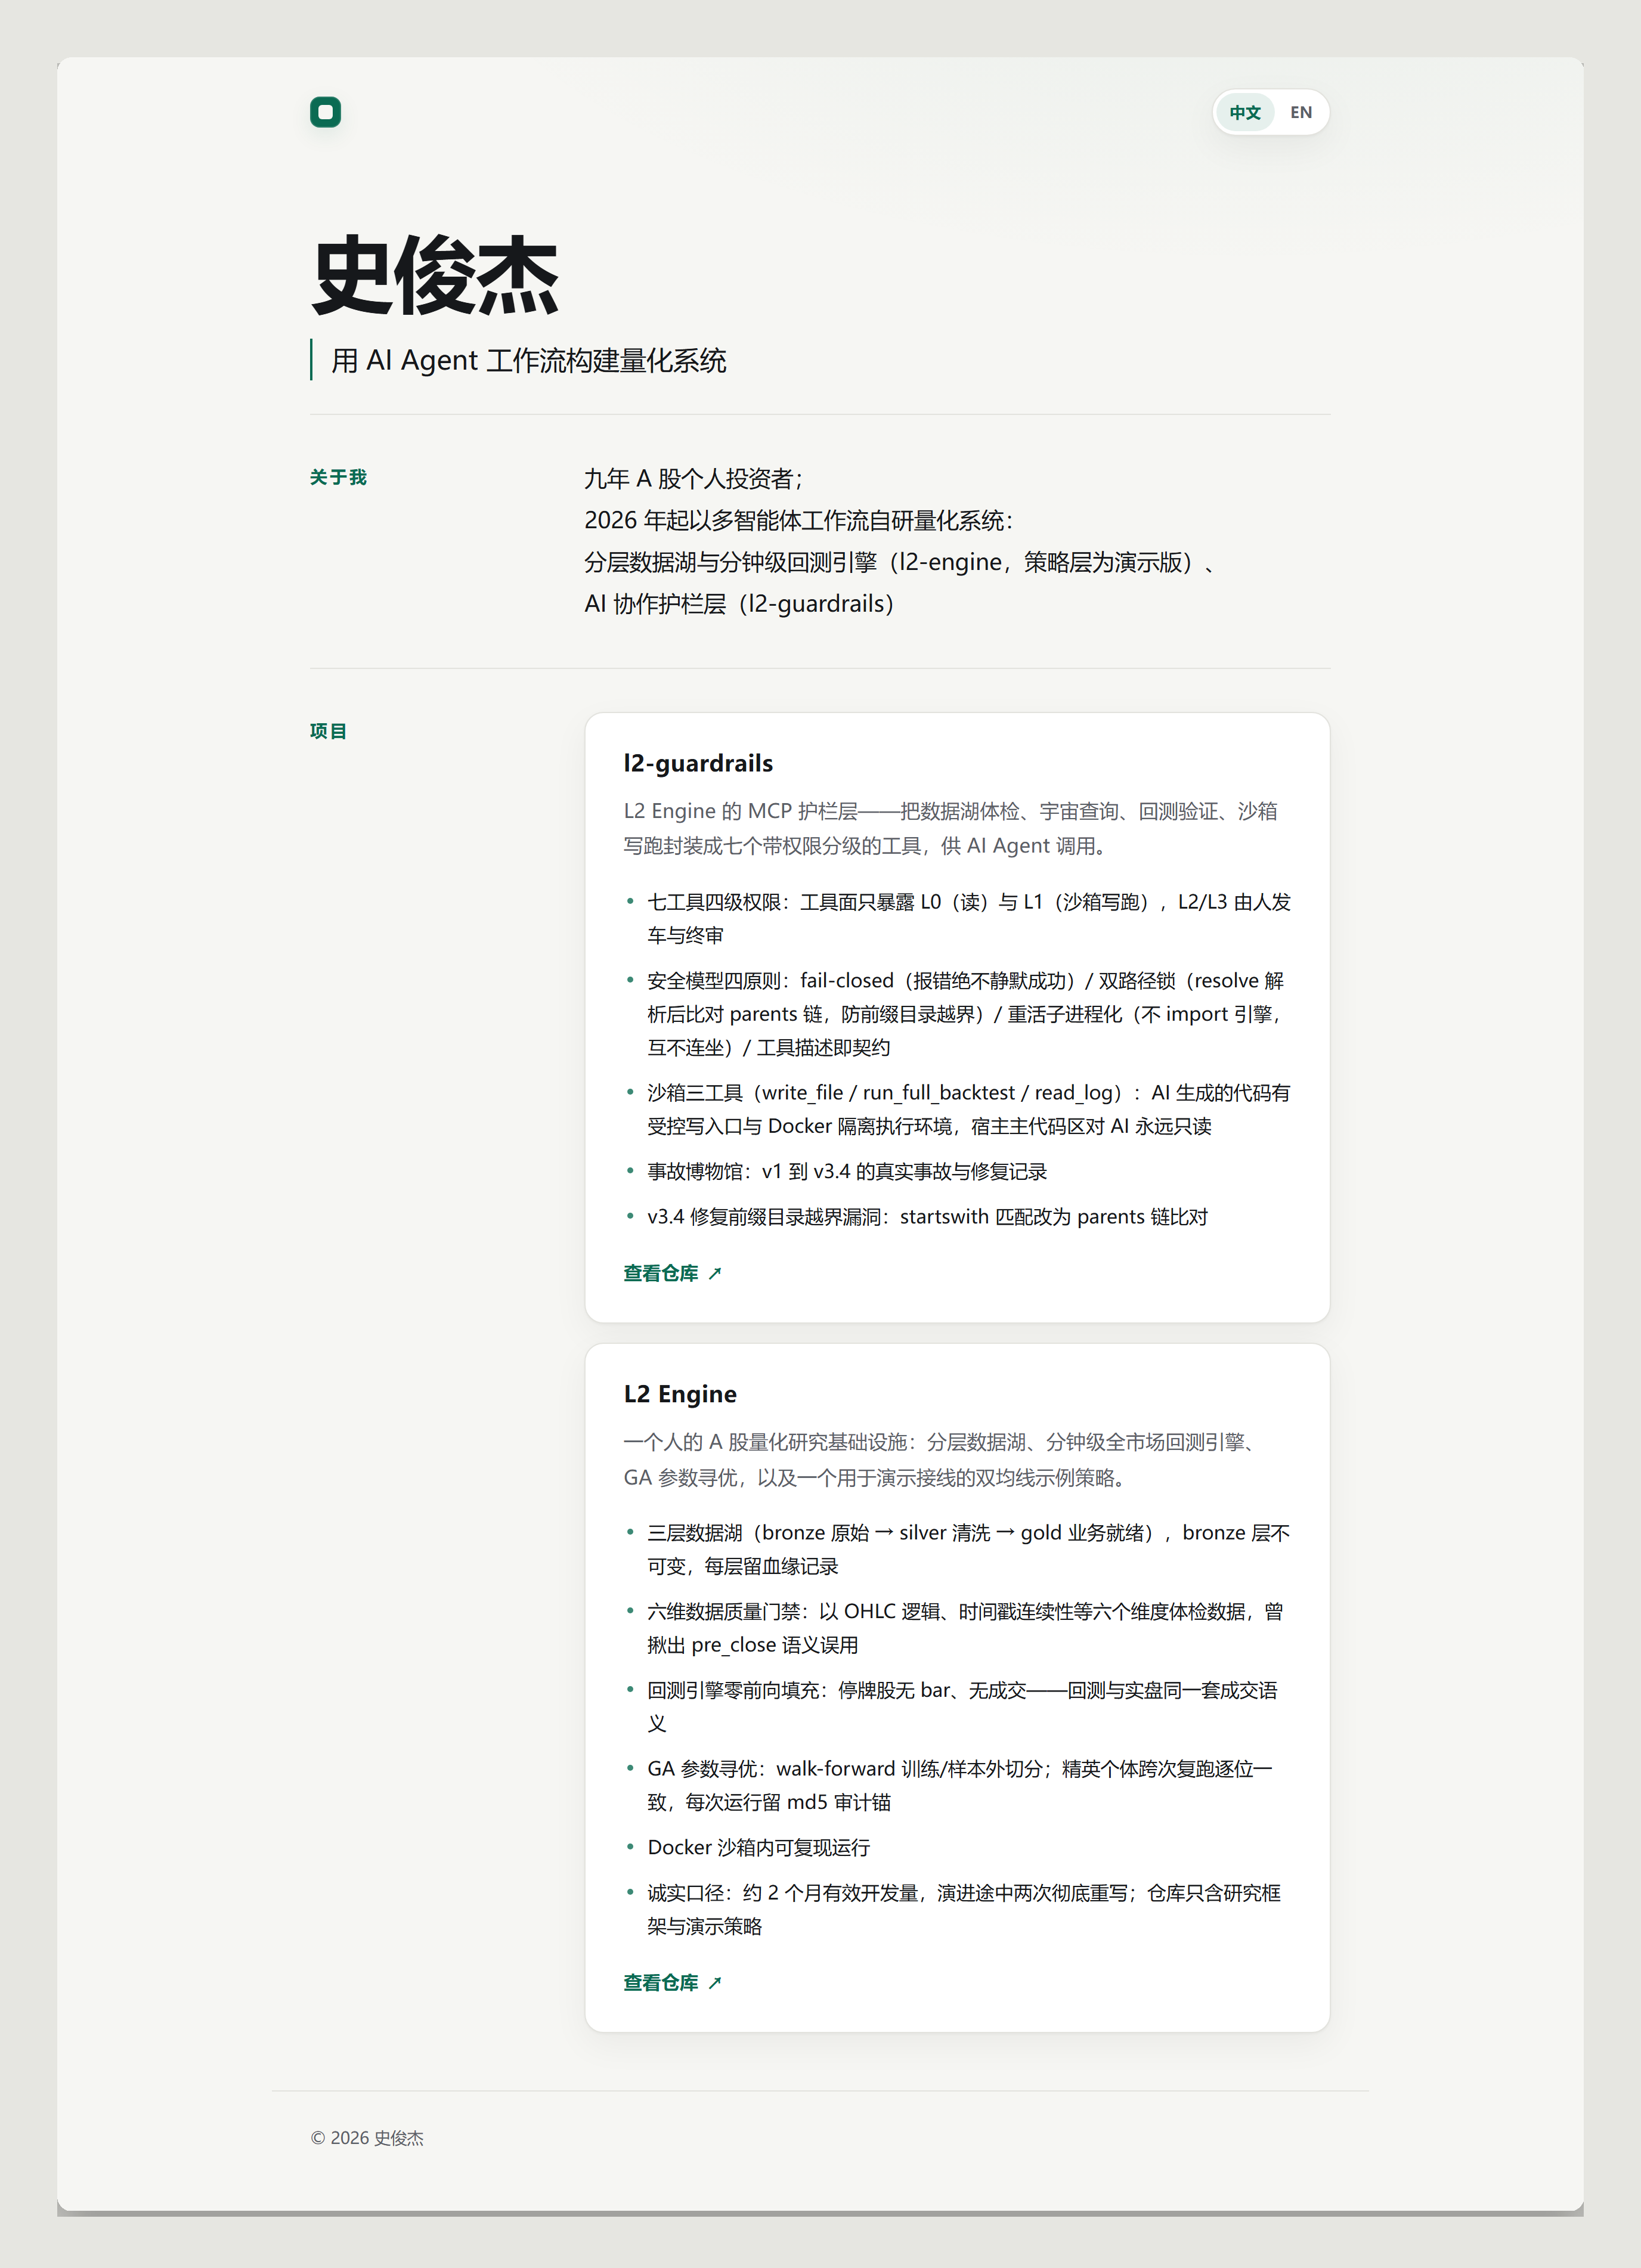 中文 EN
史俊杰
用 AI Agent 工作流构建量化系统
关于我
九年 A 股个人投资者；
2026 年起以多智能体工作流自研量化系统：
分层数据湖与分钟级回测引擎（l2-engine，策略层为演示版）、
AI 协作护栏层（l2-guardrails）
项目
l2-guardrails
L2 Engine 的 MCP 护栏层——把数据湖体检、宇宙查询、回测验证、沙箱
写跑封装成七个带权限分级的工具，供 AI Agent 调用。
• 七工具四级权限：工具面只暴露 L0（读）与 L1（沙箱写跑），L2/L3 由人发
车与终审
• 安全模型四原则：fail-closed（报错绝不静默成功）/ 双路径锁（resolve 解
析后比对 parents 链，防前缀目录越界）/ 重活子进程化（不 import 引擎，
互不连坐）/ 工具描述即契约
• 沙箱三工具（write_file / run_full_backtest / read_log）：AI 生成的代码有
受控写入口与 Docker 隔离执行环境，宿主主代码区对 AI 永远只读
• 事故博物馆：v1 到 v3.4 的真实事故与修复记录
• v3.4 修复前缀目录越界漏洞：startswith 匹配改为 parents 链比对
查看仓库 ↗
L2 Engine
一个人的 A 股量化研究基础设施：分层数据湖、分钟级全市场回测引擎、
GA 参数寻优，以及一个用于演示接线的双均线示例策略。
• 三层数据湖（bronze 原始 → silver 清洗 → gold 业务就绪），bronze 层不
可变，每层留血缘记录
• 六维数据质量门禁：以 OHLC 逻辑、时间戳连续性等六个维度体检数据，曾
揪出 pre_close 语义误用
• 回测引擎零前向填充：停牌股无 bar、无成交——回测与实盘同一套成交语
义
• GA 参数寻优：walk-forward 训练/样本外切分；精英个体跨次复跑逐位一
致，每次运行留 md5 审计锚
• Docker 沙箱内可复现运行
• 诚实口径：约 2 个月有效开发量，演进途中两次彻底重写；仓库只含研究框
架与演示策略
查看仓库 ↗
© 2026 史俊杰